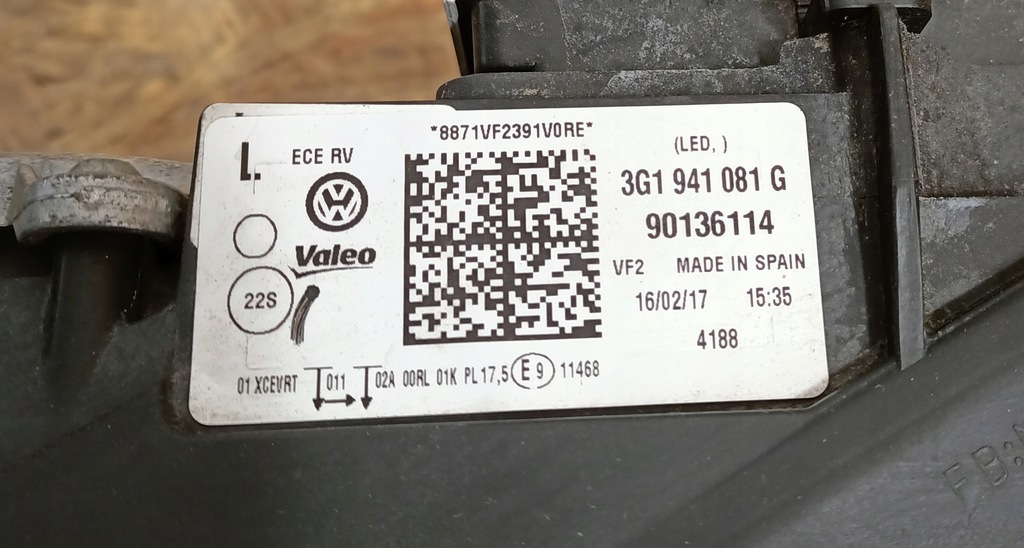 *8871VF2391V0RE*
L.
ECE RV
Valeo
22S
(LED, )
3G1 941 081 G
90136114
VF2 MADE IN SPAIN
16/02/17 15:35
4188
01 XCEVRT 011 02A 00RL 01K PL17,5 E 9 11468